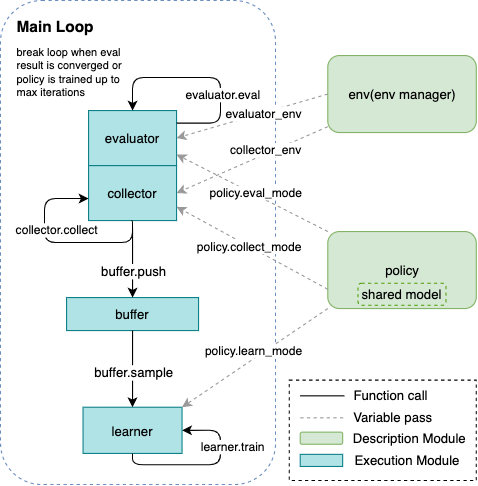 Main Loop
break loop when eval
result is converged or
policy is trained up to
max iterations
evaluator.eval
env(env manager)
evaluator_env
evaluator
collector_env
collector
policy.eval_mode
collector.collect
policy.collect_mode
buffer.push
policy
shared model
buffer
policy.learn_mode
buffer.sample
learner
learner.train
Function call
Variable pass
Description Module
Execution Module